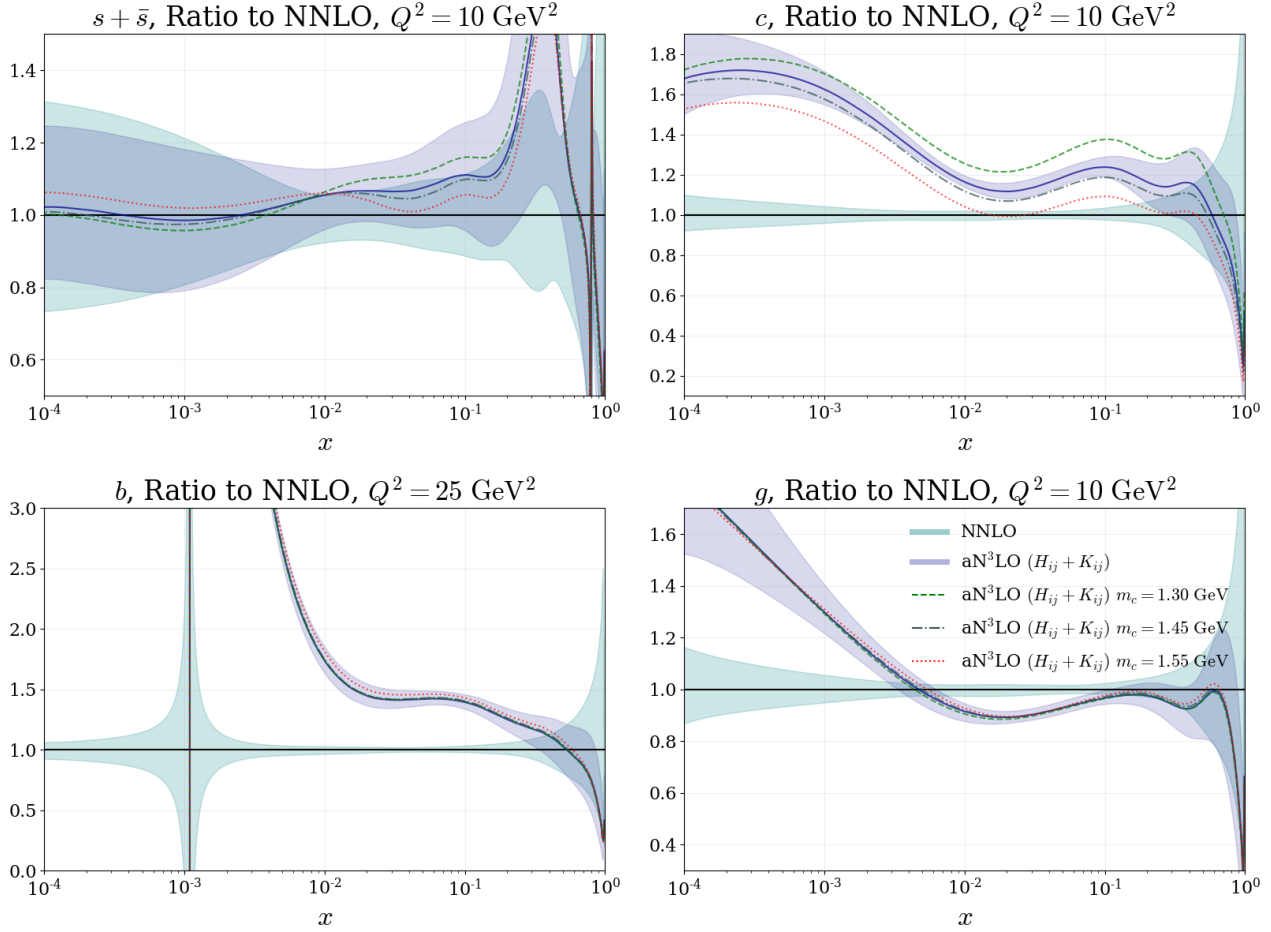 s + s̄, Ratio to NNLO, Q² = 10 GeV²
1.4
1.2
1.0
0.8
0.6
10⁻⁴ 10⁻³ 10⁻² 10⁻¹ 10⁰
x
c, Ratio to NNLO, Q² = 10 GeV²
1.8
1.6
1.4
1.2
1.0
0.8
0.6
0.4
0.2
10⁻⁴ 10⁻³ 10⁻² 10⁻¹ 10⁰
x
b, Ratio to NNLO, Q² = 25 GeV²
3.0
2.5
2.0
1.5
1.0
0.5
0.0
10⁻⁴ 10⁻³ 10⁻² 10⁻¹ 10⁰
x
g, Ratio to NNLO, Q² = 10 GeV²
1.6
1.4
1.2
1.0
0.8
0.6
0.4
10⁻⁴ 10⁻³ 10⁻² 10⁻¹ 10⁰
x
NNLO
aN³LO (H_ij + K_ij)
aN³LO (H_ij + K_ij) m_c = 1.30 GeV
aN³LO (H_ij + K_ij) m_c = 1.45 GeV
aN³LO (H_ij + K_ij) m_c = 1.55 GeV